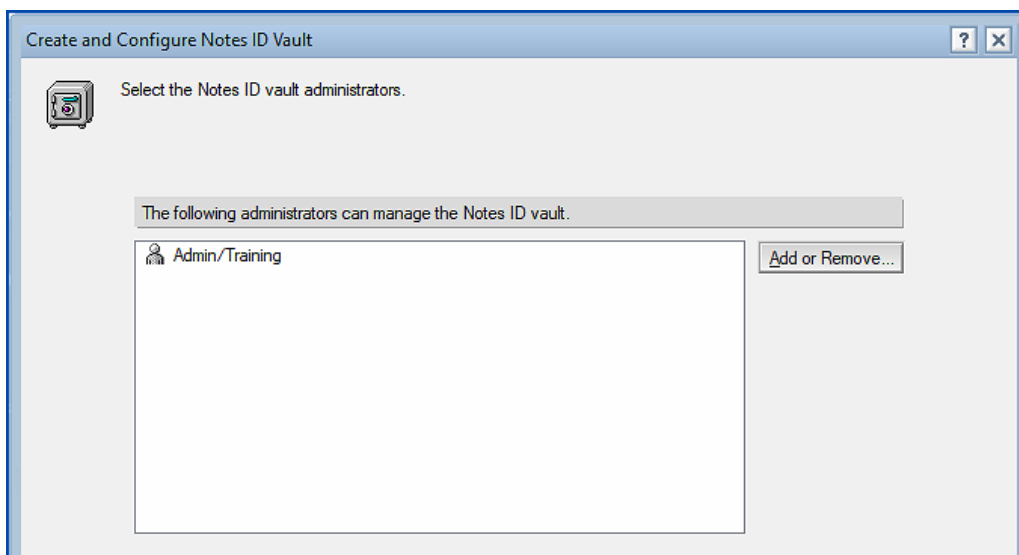 Create and Configure Notes ID Vault
Select the Notes ID vault administrators.
The following administrators can manage the Notes ID vault.
Admin/Training
Add or Remove...